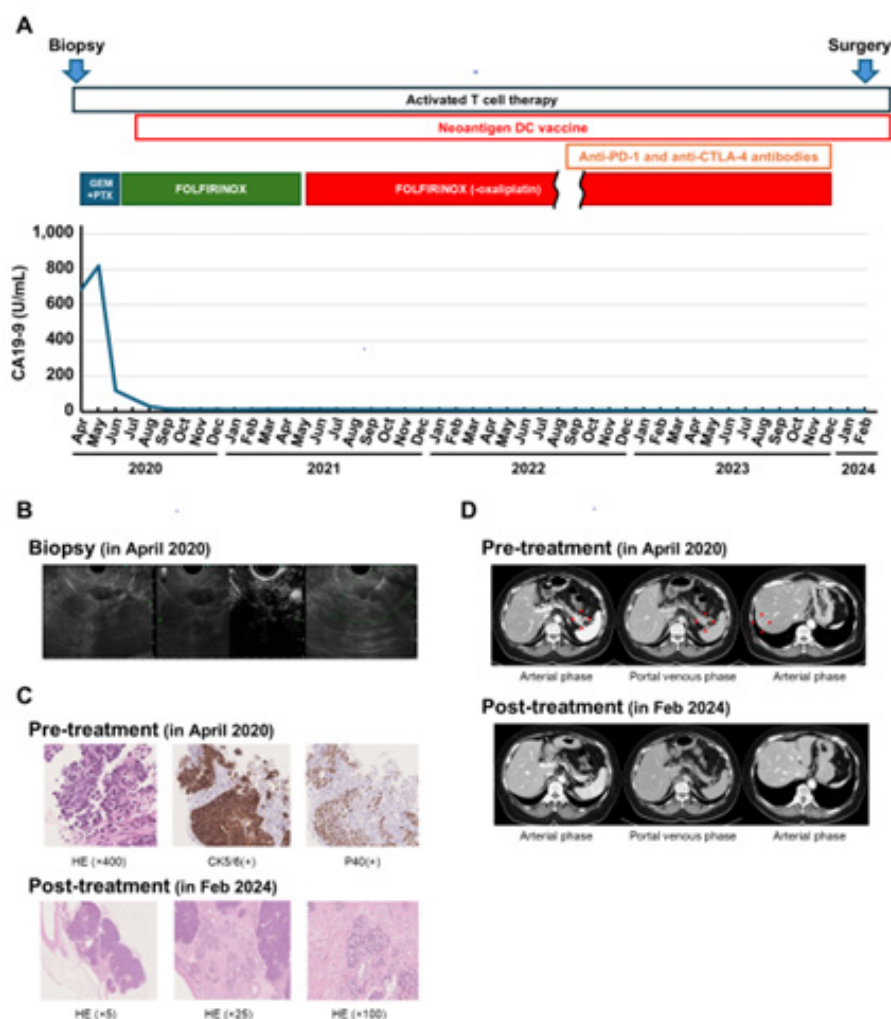 A
Biopsy
Surgery
Activated T cell therapy
Neoantigen DC vaccine
Anti-PD-1 and anti-CTLA-4 antibodies
GEM
+PTX
FOLFIRINOX
FOLFIRINOX (-oxaliplatin)
CA19-9 (U/mL)
1,000
800
600
400
200
0
Apr May Jun Jul Aug Sep Oct Nov Dec Jan Feb Mar Apr May Jun Jul Aug Sep Oct Nov Dec Jan Feb Mar Apr May Jun Jul Aug Sep Oct Nov Dec Jan Feb Mar Apr May Jun Jul Aug Sep Oct Nov Dec Jan Feb
2020 2021 2022 2023 2024
B
Biopsy (in April 2020)
C
Pre-treatment (in April 2020)
HE (×400) CK5/6(+) P40(+)
Post-treatment (in Feb 2024)
HE (×5) HE (×25) HE (×100)
D
Pre-treatment (in April 2020)
Arterial phase Portal venous phase Arterial phase
Post-treatment (in Feb 2024)
Arterial phase Portal venous phase Arterial phase